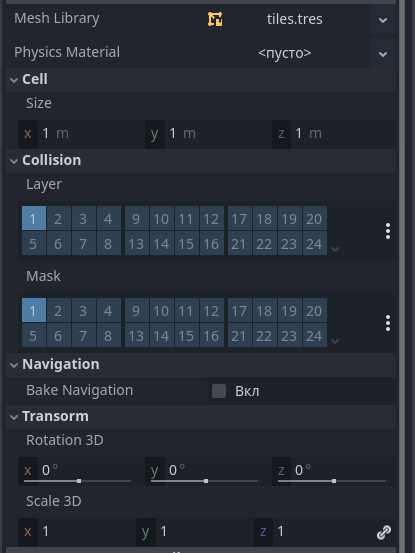 Mesh Library tiles.tres
Physics Material <пусто>
Cell
Size
x 1 m y 1 m z 1 m
Collision
Layer
1 2 3 4 9 10 11 12 17 18 19 20
5 6 7 8 13 14 15 16 21 22 23 24
Mask
1 2 3 4 9 10 11 12 17 18 19 20
5 6 7 8 13 14 15 16 21 22 23 24
Navigation
Bake Navigation Вкл
Transorm
Rotation 3D
x 0 ° y 0 ° z 0 °
Scale 3D
x 1 y 1 z 1